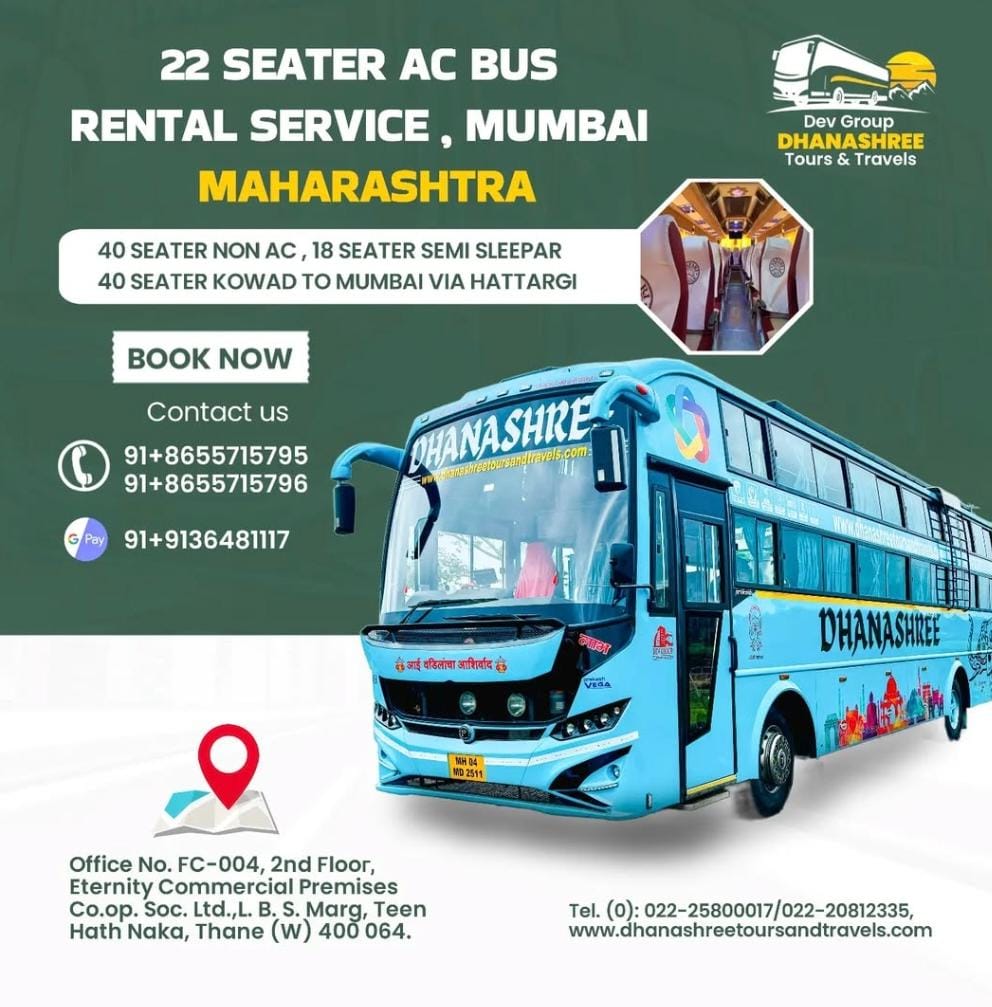 22 SEATER AC BUS
RENTAL SERVICE , MUMBAI
MAHARASHTRA
Dev Group
DHANASHREE
Tours & Travels
40 SEATER NON AC , 18 SEATER SEMI SLEEPAR
40 SEATER KOWAD TO MUMBAI VIA HATTARGI
BOOK NOW
Contact us
91+8655715795
91+8655715796
G Pay
91+9136481117
DHANASHREE
www.dhanashreetoursandtravels.com
DHANASHREE
आई वडिलांचा आशिर्वाद
लाभ
VEGA
MH 04
MD 2511
Office No. FC-004, 2nd Floor,
Eternity Commercial Premises
Co.op. Soc. Ltd.,L. B. S. Marg, Teen
Hath Naka, Thane (W) 400 064.
Tel. (0): 022-25800017/022-20812335,
www.dhanashreetoursandtravels.com